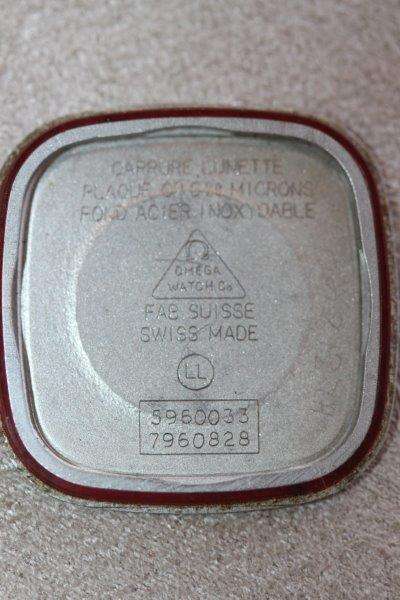 CARRURE LUNETTE
PLAQUE OR G 20 MICRONS
FOND ACIER INOXYDABLE
Ω
OMEGA
WATCH Co
FAB SUISSE
SWISS MADE
LL
5960033
7960828